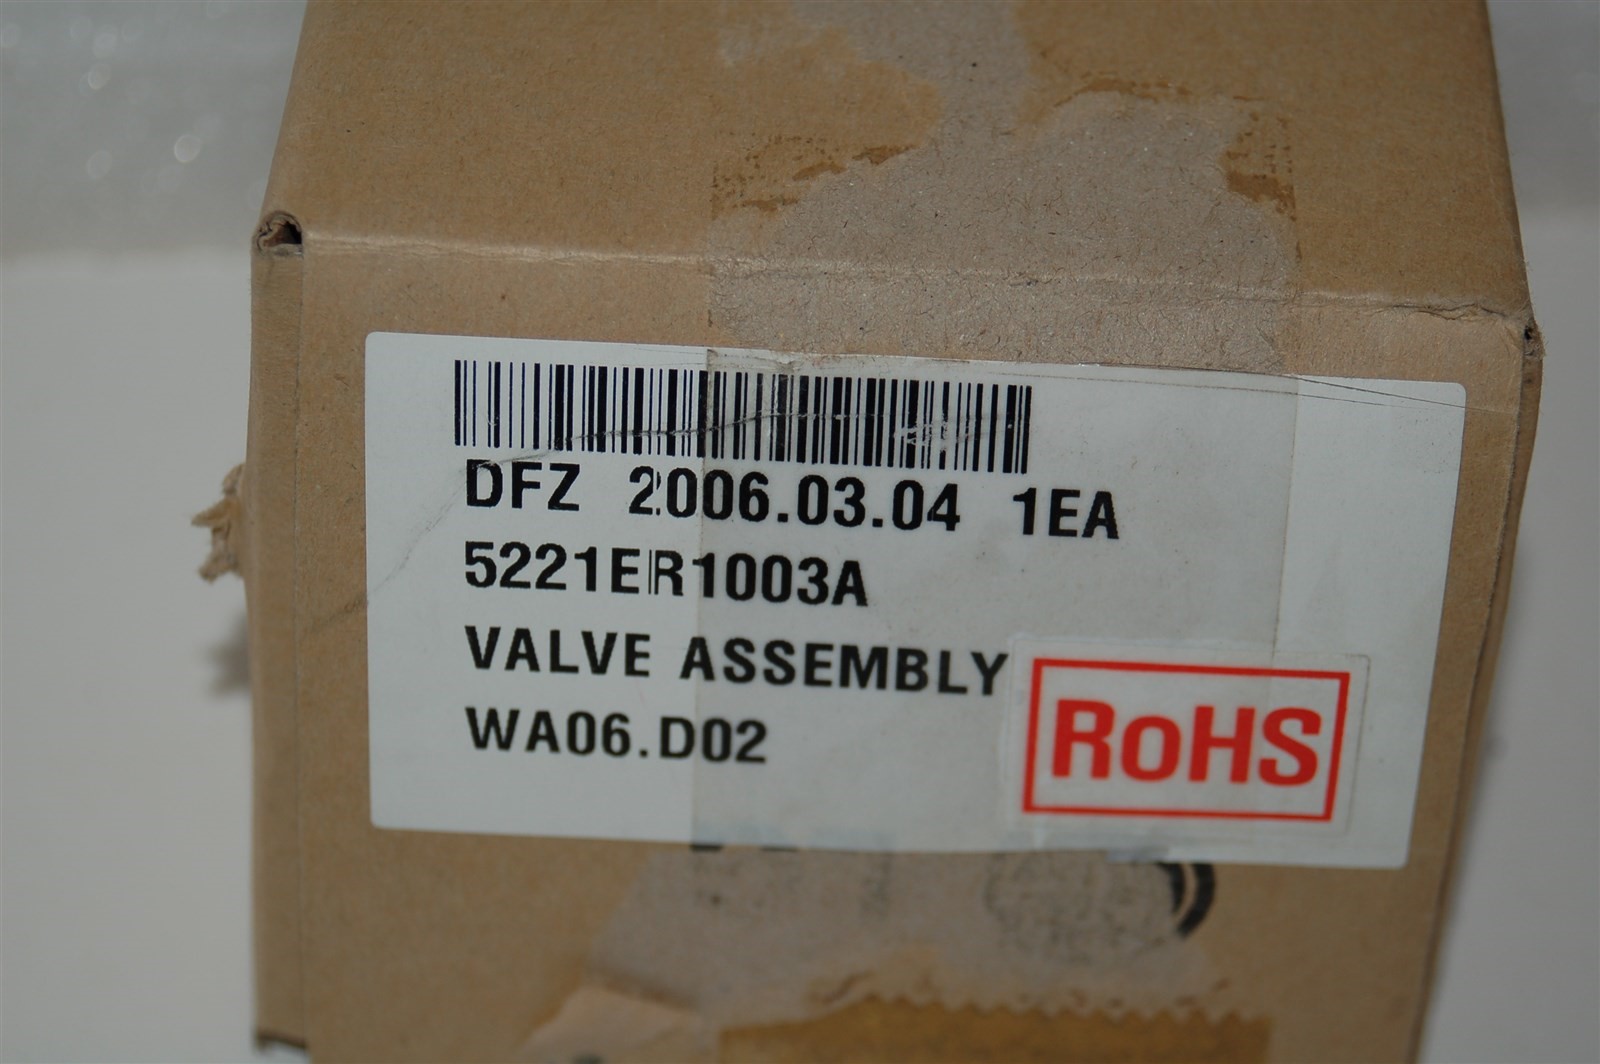 DFZ 2006.03.04 1EA
5221ER1003A
VALVE ASSEMBLY
WA06.D02
RoHS